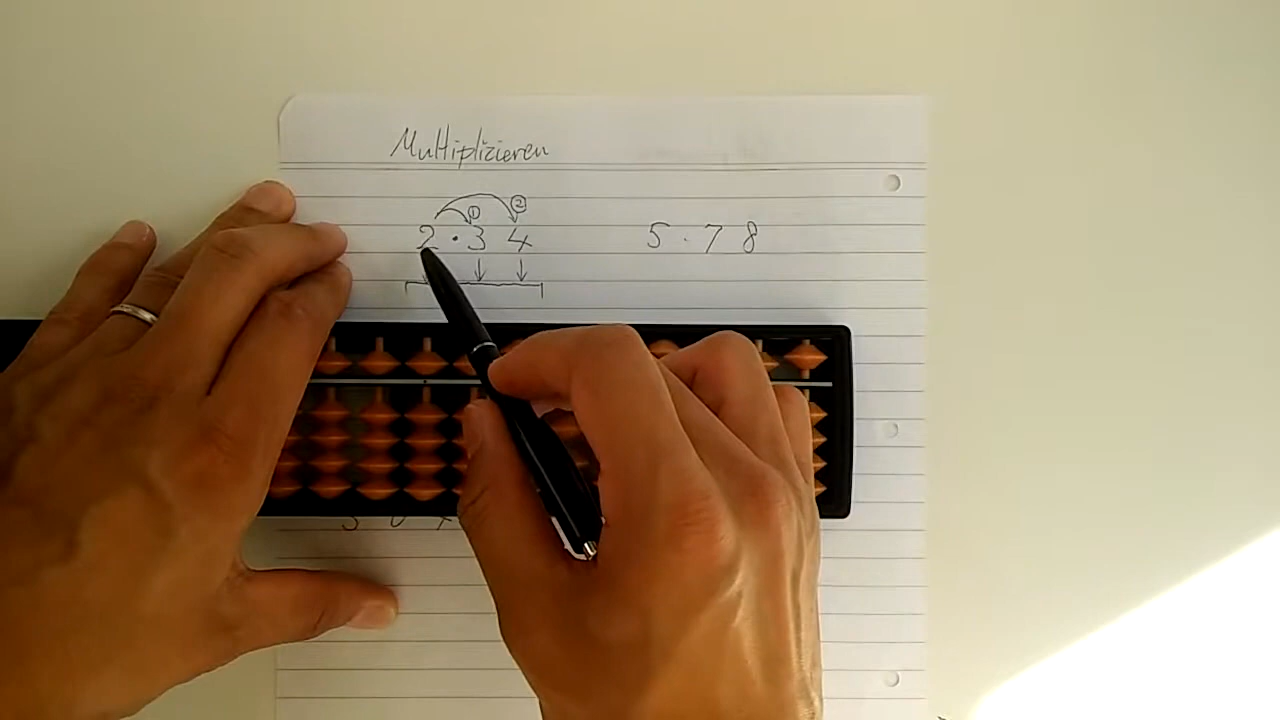 Multiplizieren
① ②
2 · 3 4 5 · 7 8